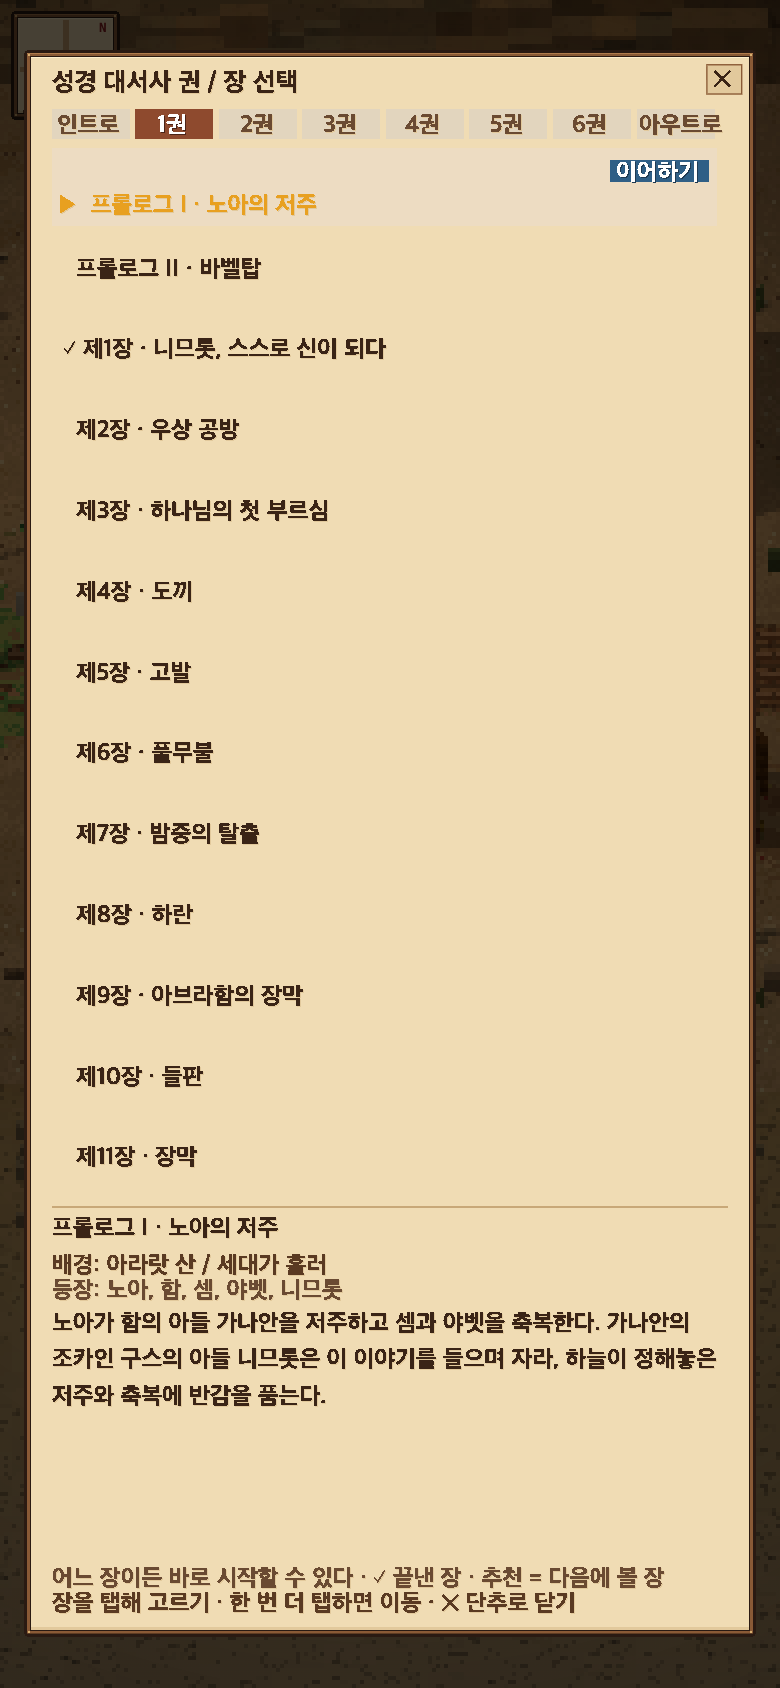 N
성경 대서사 권 / 장 선택
인트로 1권 2권 3권 4권 5권 6권 아우트로
이어하기
▶ 프롤로그 I · 노아의 저주
프롤로그 II · 바벨탑
✓ 제1장 · 니므롯, 스스로 신이 되다
제2장 · 우상 공방
제3장 · 하나님의 첫 부르심
제4장 · 도끼
제5장 · 고발
제6장 · 풀무불
제7장 · 밤중의 탈출
제8장 · 하란
제9장 · 아브라함의 장막
제10장 · 들판
제11장 · 장막
프롤로그 I · 노아의 저주
배경: 아라랏 산 / 세대가 흘러
등장: 노아, 함, 셈, 야벳, 니므롯
노아가 함의 아들 가나안을 저주하고 셈과 야벳을 축복한다. 가나안의
조카인 구스의 아들 니므롯은 이 이야기를 들으며 자라, 하늘이 정해놓은
저주와 축복에 반감을 품는다.
어느 장이든 바로 시작할 수 있다 · ✓ 끝낸 장 · 추천 = 다음에 볼 장
장을 탭해 고르기 · 한 번 더 탭하면 이동 · ✕ 단추로 닫기